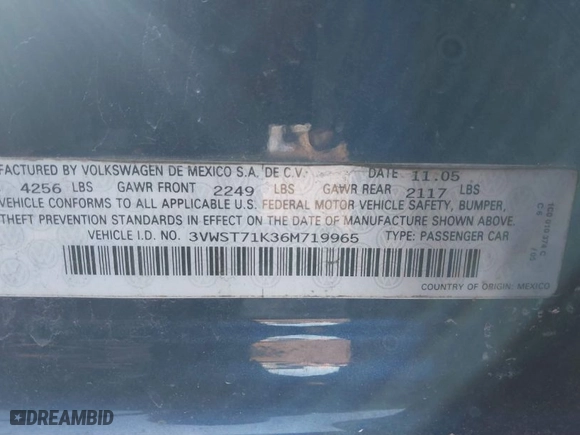 FACTURED BY VOLKSWAGEN DE MEXICO S.A. DE C.V. DATE 11.05
4256 LBS GAWR FRONT 2249 LBS GAWR REAR 2117 LBS
VEHICLE CONFORMS TO ALL APPLICABLE U.S. FEDERAL MOTOR VEHICLE SAFETY, BUMPER,
THEFT PREVENTION STANDARDS IN EFFECT ON THE DATE OF MANUFACTURE SHOWN ABOVE.
VEHICLE I.D. NO. 3VWST71K36M719965 TYPE: PASSENGER CAR
COUNTRY OF ORIGIN: MEXICO
DREAMBID